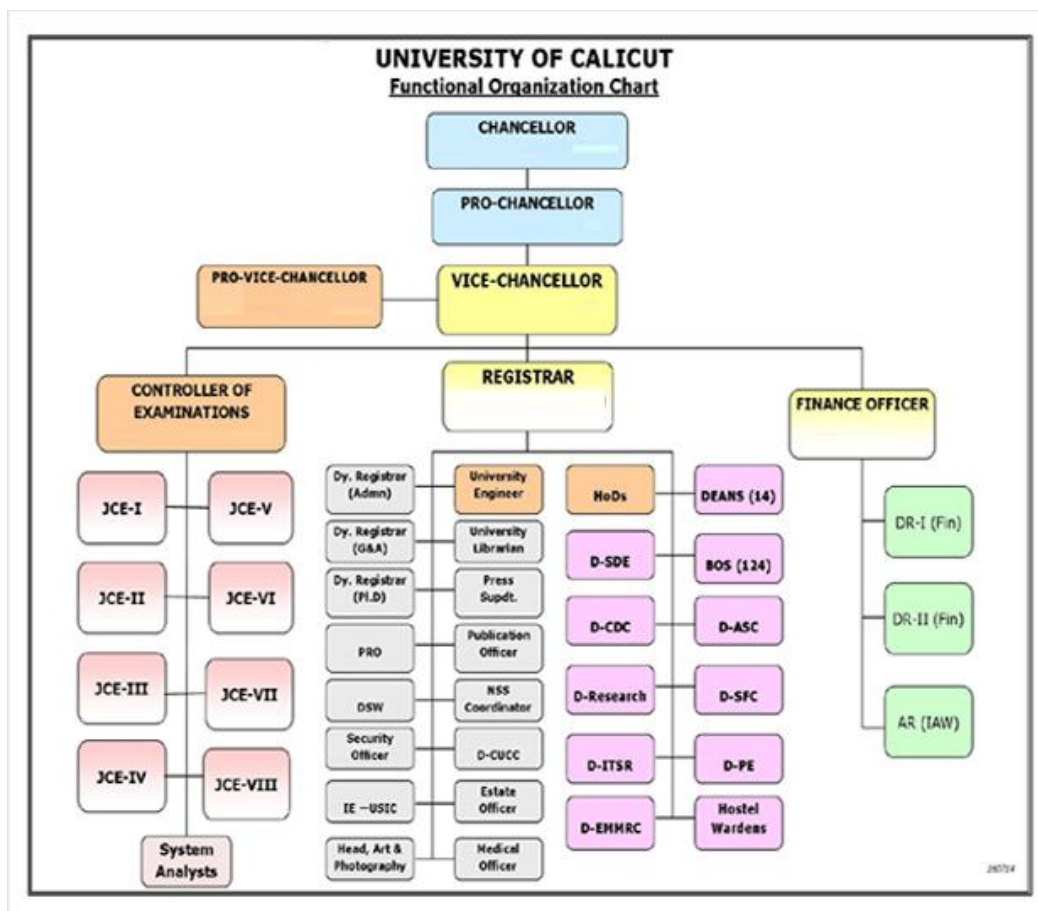 UNIVERSITY OF CALICUT
Functional Organization Chart
CHANCELLOR
PRO-CHANCELLOR
PRO-VICE-CHANCELLOR
VICE-CHANCELLOR
CONTROLLER OF
EXAMINATIONS
REGISTRAR
FINANCE OFFICER
JCE-I
JCE-V
JCE-II
JCE-VI
JCE-III
JCE-VII
JCE-IV
JCE-VIII
System
Analysts
Dy. Registrar
(Admn)
University
Engineer
Dy. Registrar
(G&A)
University
Librarian
Dy. Registrar
(Pl.D)
Press
Supdt.
PRO
Publication
Officer
DSW
NSS
Coordinator
Security
Officer
D-CUCC
IE –USIC
Estate
Officer
Head, Art &
Photography
Medical
Officer
HoDs
DEANS (14)
D-SDE
BOS (124)
D-CDC
D-ASC
D-Research
D-SFC
D-ITSR
D-PE
D-EMMRC
Hostel
Wardens
DR-I (Fin)
DR-II (Fin)
AR (IAW)